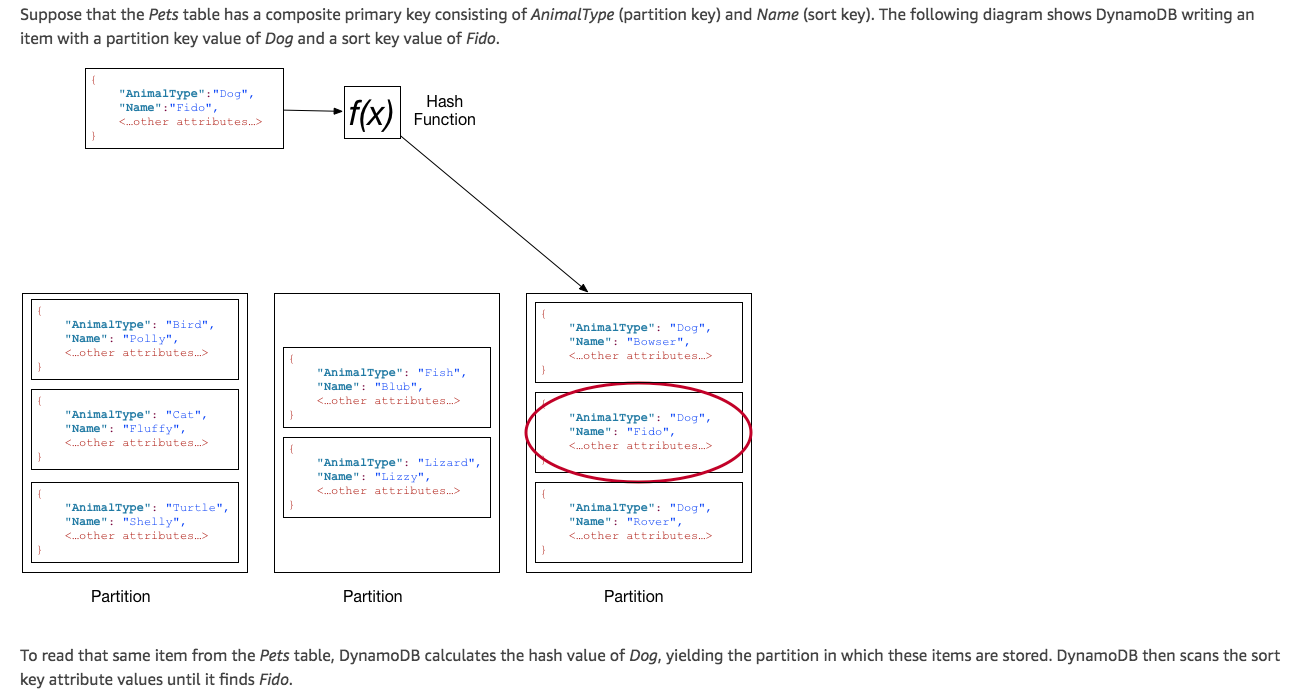 Suppose that the Pets table has a composite primary key consisting of AnimalType (partition key) and Name (sort key). The following diagram shows DynamoDB writing an
item with a partition key value of Dog and a sort key value of Fido.
{
"AnimalType":"Dog",
"Name":"Fido",
<…other attributes…>
}
f(x)
Hash
Function
{
"AnimalType": "Bird",
"Name": "Polly",
<…other attributes…>
}
{
"AnimalType": "Cat",
"Name": "Fluffy",
<…other attributes…>
}
{
"AnimalType": "Turtle",
"Name": "Shelly",
<…other attributes…>
}
Partition
{
"AnimalType": "Fish",
"Name": "Blub",
<…other attributes…>
}
{
"AnimalType": "Lizard",
"Name": "Lizzy",
<…other attributes…>
}
Partition
{
"AnimalType": "Dog",
"Name": "Bowser",
<…other attributes…>
}
{
"AnimalType": "Dog",
"Name": "Fido",
<…other attributes…>
}
{
"AnimalType": "Dog",
"Name": "Rover",
<…other attributes…>
}
Partition
To read that same item from the Pets table, DynamoDB calculates the hash value of Dog, yielding the partition in which these items are stored. DynamoDB then scans the sort
key attribute values until it finds Fido.